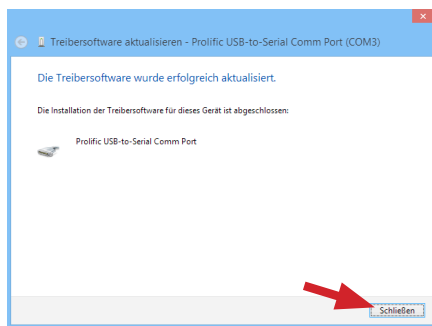 Treibersoftware aktualisieren - Prolific USB-to-Serial Comm Port (COM3)
Die Treibersoftware wurde erfolgreich aktualisiert.
Die Installation der Treibersoftware für dieses Gerät ist abgeschlossen:
Prolific USB-to-Serial Comm Port
Schließen